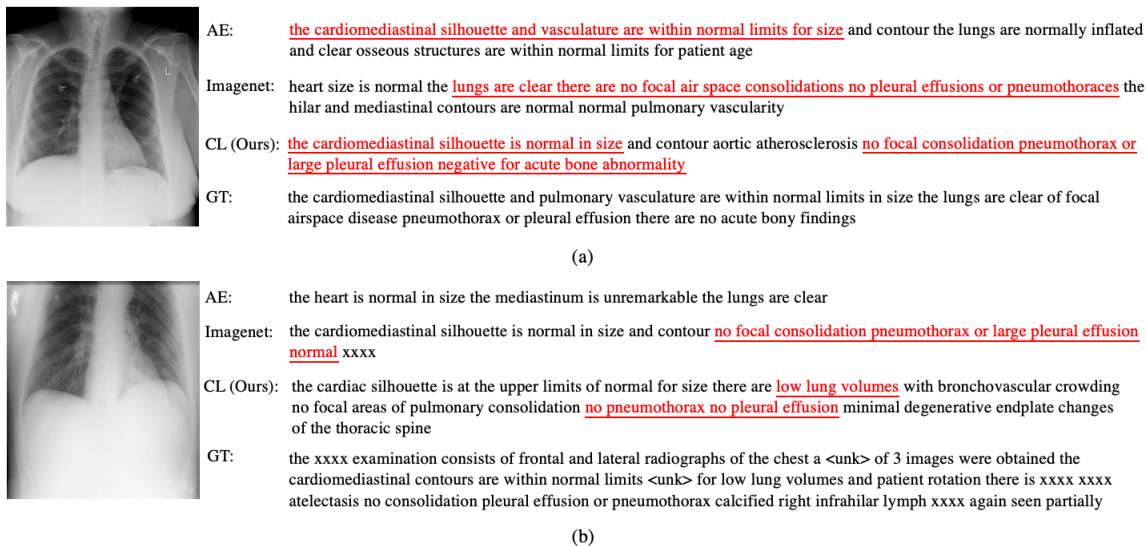 AE: the cardiomediastinal silhouette and vasculature are within normal limits for size and contour the lungs are normally inflated
and clear osseous structures are within normal limits for patient age
Imagenet: heart size is normal the lungs are clear there are no focal air space consolidations no pleural effusions or pneumothoraces the
hilar and mediastinal contours are normal normal pulmonary vascularity
CL (Ours): the cardiomediastinal silhouette is normal in size and contour aortic atherosclerosis no focal consolidation pneumothorax or
large pleural effusion negative for acute bone abnormality
GT: the cardiomediastinal silhouette and pulmonary vasculature are within normal limits in size the lungs are clear of focal
airspace disease pneumothorax or pleural effusion there are no acute bony findings
L
(a)
AE: the heart is normal in size the mediastinum is unremarkable the lungs are clear
Imagenet: the cardiomediastinal silhouette is normal in size and contour no focal consolidation pneumothorax or large pleural effusion
normal xxxx
CL (Ours): the cardiac silhouette is at the upper limits of normal for size there are low lung volumes with bronchovascular crowding
no focal areas of pulmonary consolidation no pneumothorax no pleural effusion minimal degenerative endplate changes
of the thoracic spine
GT: the xxxx examination consists of frontal and lateral radiographs of the chest a <unk> of 3 images were obtained the
cardiomediastinal contours are within normal limits <unk> for low lung volumes and patient rotation there is xxxx xxxx
atelectasis no consolidation pleural effusion or pneumothorax calcified right infrahilar lymph xxxx again seen partially
(b)